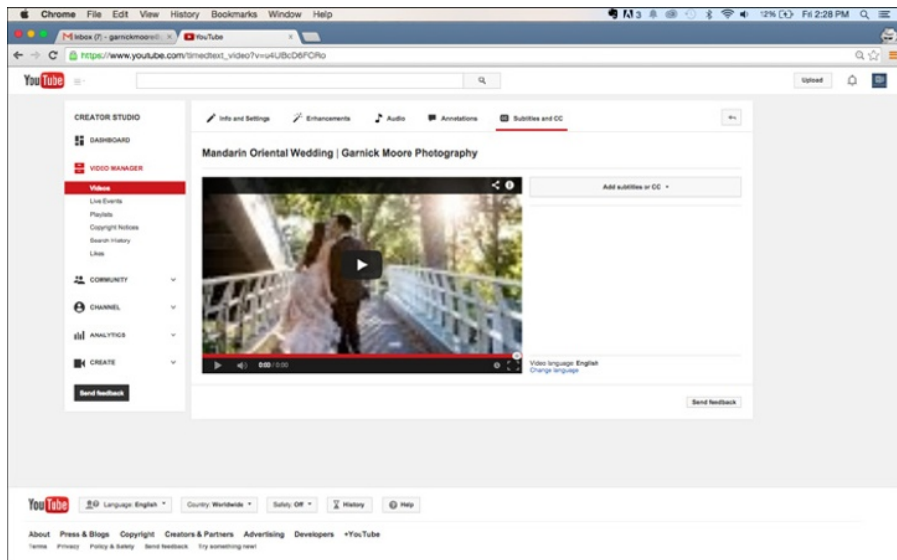 Chrome File Edit View History Bookmarks Window Help 3 12% Fri 2:28 PM
Inbox (7) - garnickmoore@ YouTube
https://www.youtube.com/timedtext_video?v=
YouTube Upload
CREATOR STUDIO
DASHBOARD
VIDEO MANAGER
Videos
Live Events
Playlists
Copyright Notices
Search History
Likes
COMMUNITY
CHANNEL
ANALYTICS
CREATE
Send feedback
Info and Settings Enhancements Audio Annotations Subtitles and CC
Mandarin Oriental Wedding | Garnick Moore Photography
Add subtitles or CC
0:00 / 0:00
Video language: English
Change language
Send feedback
YouTube Language: English Country: Worldwide Safety: Off History Help
About Press & Blogs Copyright Creators & Partners Advertising Developers +YouTube
Terms Privacy Policy & Safety Send feedback Try something new!